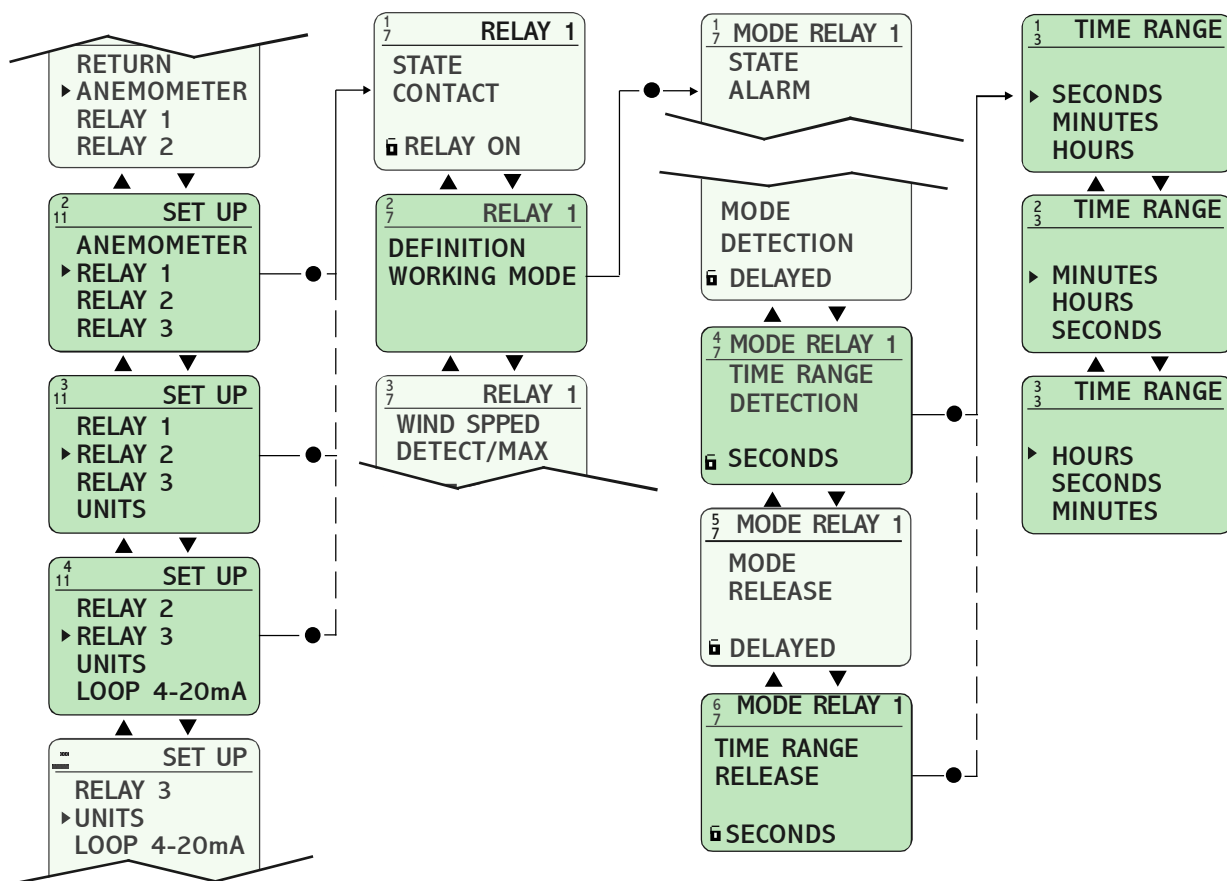 RETURN
ANEMOMETER
RELAY 1
RELAY 2
2
11
SET UP
ANEMOMETER
RELAY 1
RELAY 2
RELAY 3
3
11
SET UP
RELAY 1
RELAY 2
RELAY 3
UNITS
4
11
SET UP
RELAY 2
RELAY 3
UNITS
LOOP 4-20mA
SET UP
RELAY 3
UNITS
LOOP 4-20mA
1
7
RELAY 1
STATE
CONTACT
RELAY ON
2
7
RELAY 1
DEFINITION
WORKING MODE
3
7
RELAY 1
WIND SPPED
DETECT/MAX
1
7
MODE RELAY 1
STATE
ALARM
MODE
DETECTION
DELAYED
4
7
MODE RELAY 1
TIME RANGE
DETECTION
SECONDS
5
7
MODE RELAY 1
MODE
RELEASE
DELAYED
6
7
MODE RELAY 1
TIME RANGE
RELEASE
SECONDS
1
3
TIME RANGE
SECONDS
MINUTES
HOURS
2
3
TIME RANGE
MINUTES
HOURS
SECONDS
3
3
TIME RANGE
HOURS
SECONDS
MINUTES